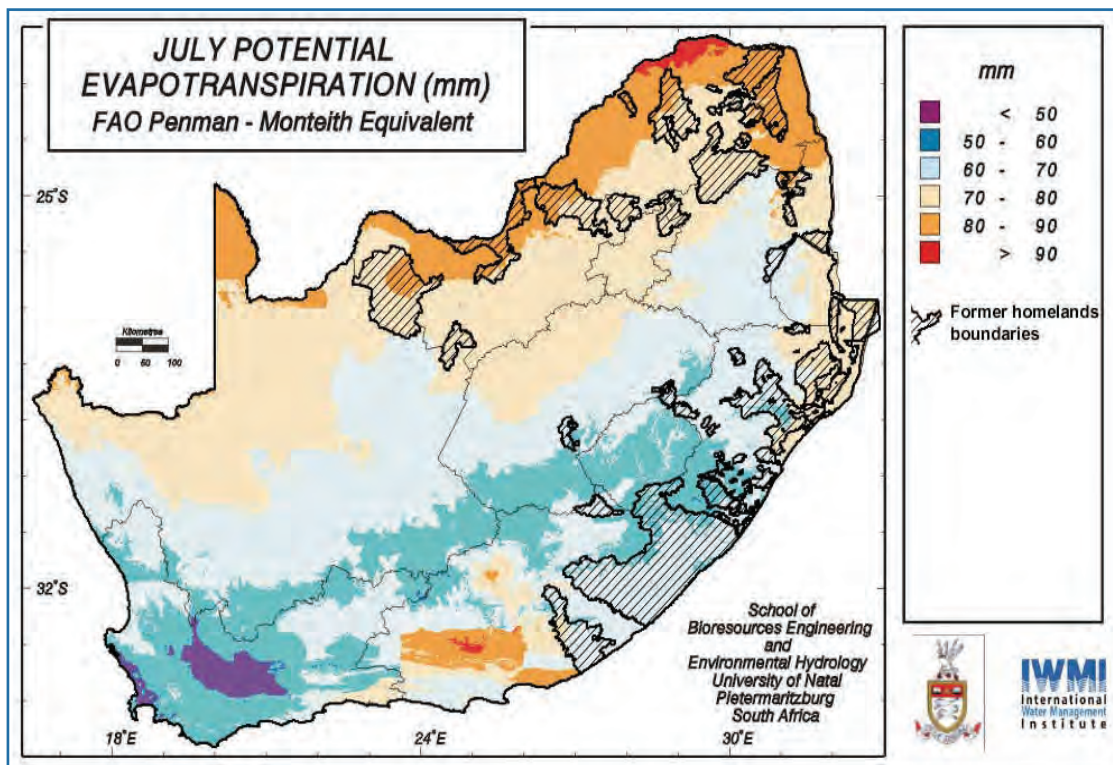 JULY POTENTIAL
EVAPOTRANSPIRATION (mm)
FAO Penman - Monteith Equivalent
mm
< 50
50 - 60
60 - 70
70 - 80
80 - 90
> 90
Former homelands
boundaries
25°S
Kilometres
0 50 100
32°S
School of
Bioresources Engineering
and
Environmental Hydrology
University of Natal
Pietermaritzburg
South Africa
18°E
24°E
30°E
IWMI
International
Water Management
Institute